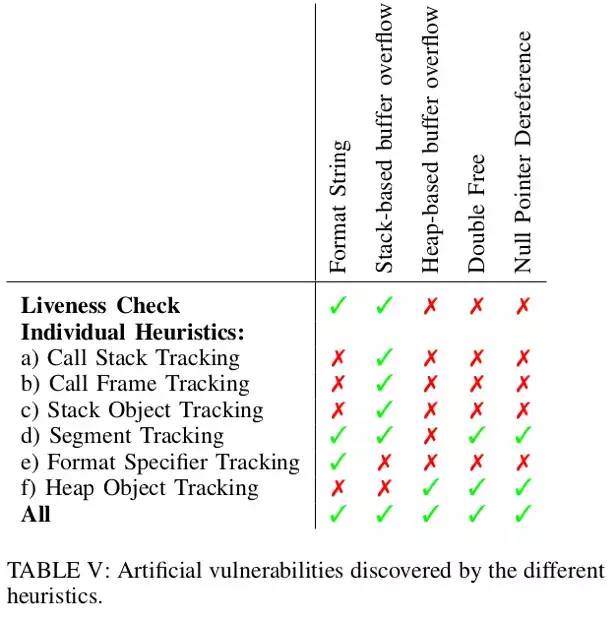 Format String
Stack-based buffer overflow
Heap-based buffer overflow
Double Free
Null Pointer Dereference
Liveness Check ✓ ✓ ✗ ✗ ✗
Individual Heuristics:
a) Call Stack Tracking ✗ ✓ ✗ ✗ ✗
b) Call Frame Tracking ✗ ✓ ✗ ✗ ✗
c) Stack Object Tracking ✗ ✓ ✗ ✗ ✗
d) Segment Tracking ✓ ✓ ✗ ✓ ✓
e) Format Specifier Tracking ✓ ✗ ✗ ✗ ✗
f) Heap Object Tracking ✗ ✗ ✓ ✓ ✓
All ✓ ✓ ✓ ✓ ✓
TABLE V: Artificial vulnerabilities discovered by the different
heuristics.